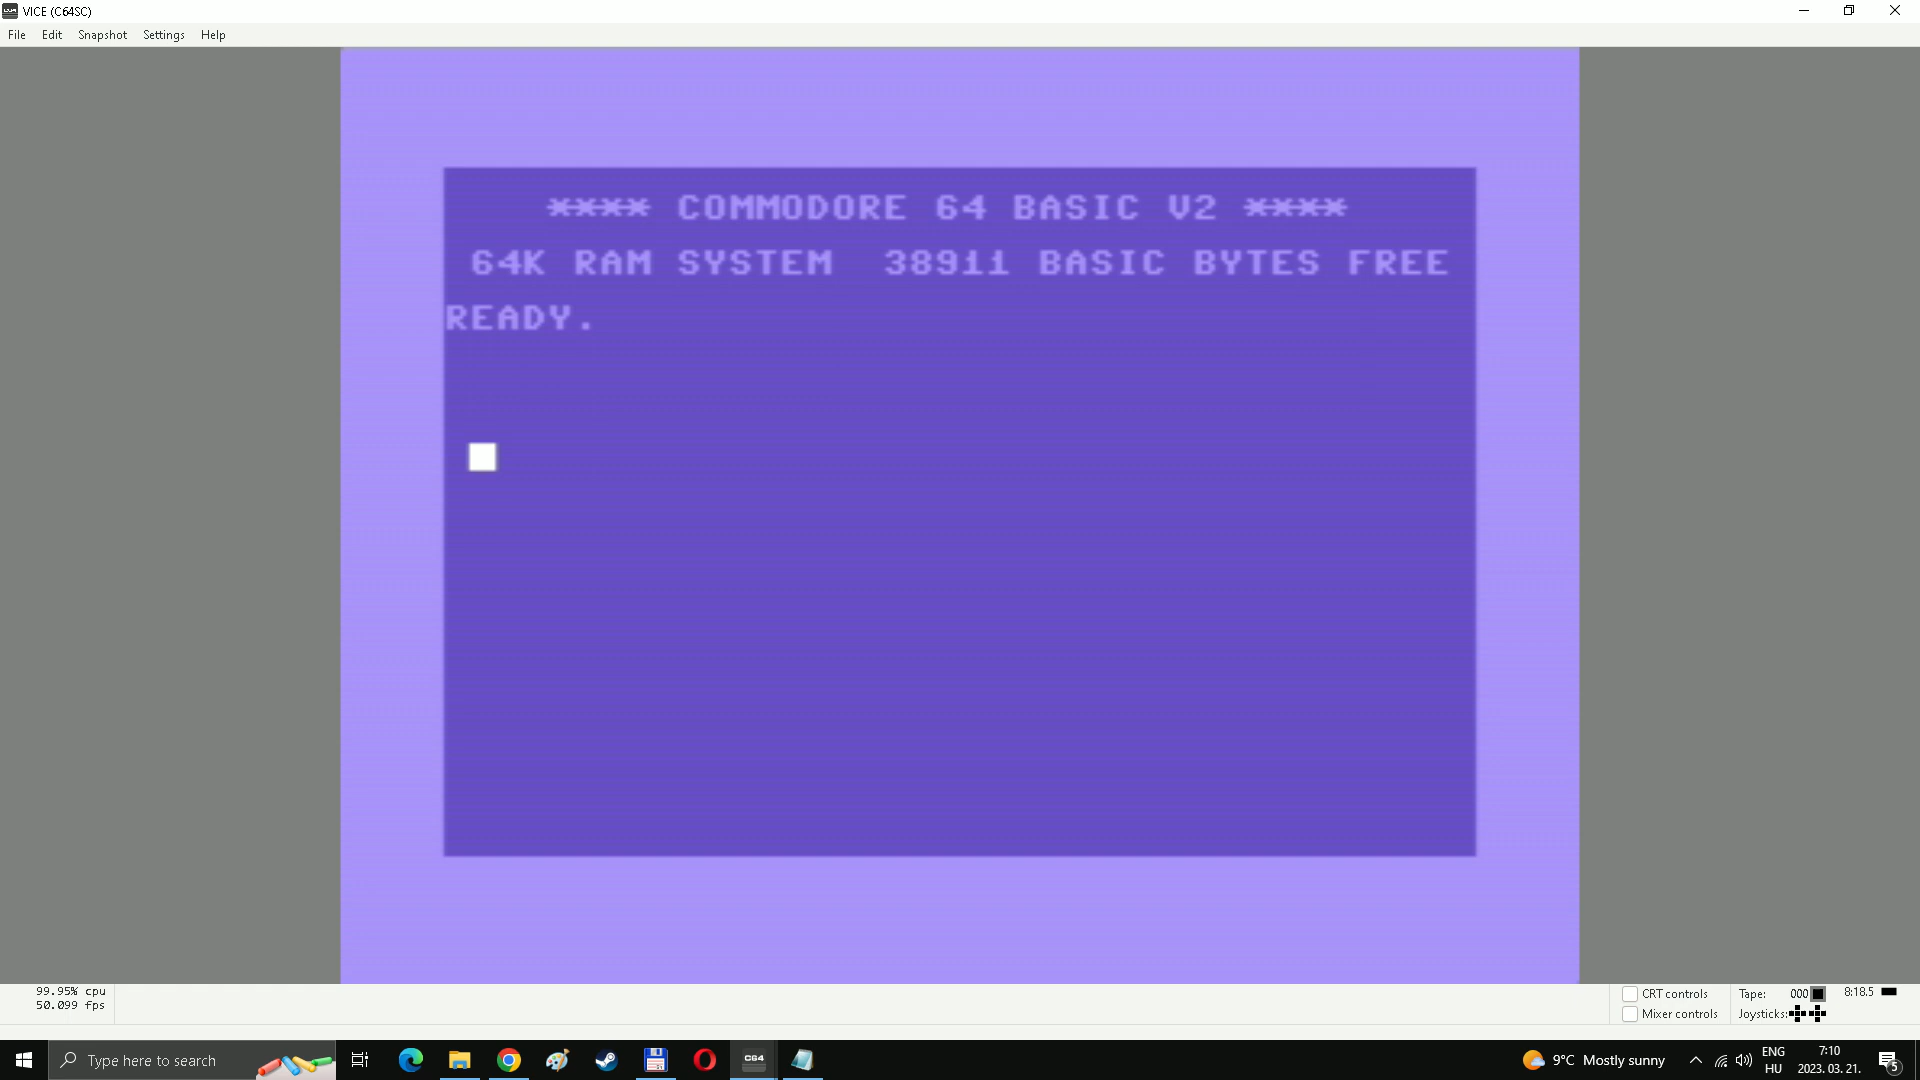 VICE (C64SC)
File Edit Snapshot Settings Help
**** COMMODORE 64 BASIC V2 ****
64K RAM SYSTEM  38911 BASIC BYTES FREE
READY.
99.95% cpu
50.099 fps
CRT controls
Mixer controls
Tape: 000
Joysticks:
8:18.5
Type here to search
C64
9°C Mostly sunny
ENG
HU
7:10
2023. 03. 21.
5